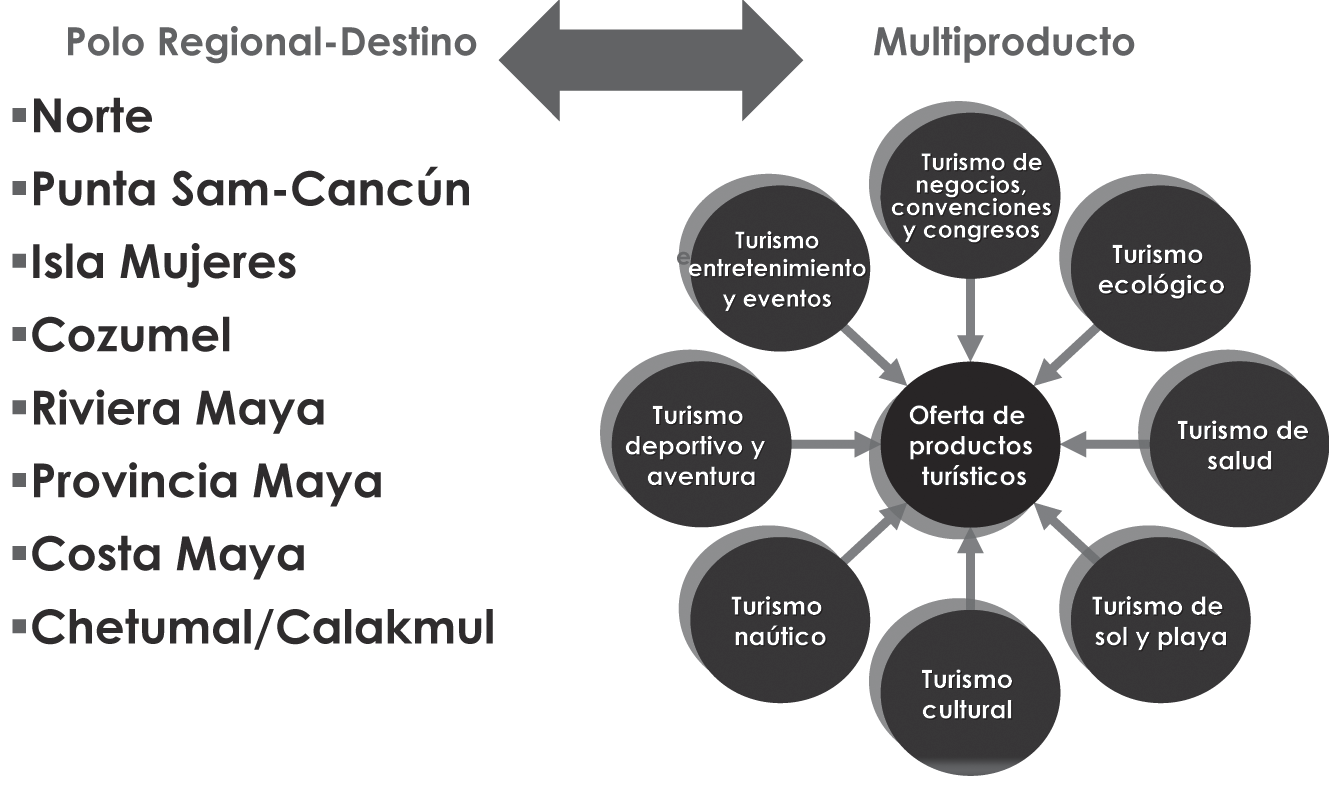 Polo Regional-Destino
Multiproducto
▪Norte
▪Punta Sam-Cancún
▪Isla Mujeres
▪Cozumel
▪Riviera Maya
▪Provincia Maya
▪Costa Maya
▪Chetumal/Calakmul
Turismo de
negocios,
convenciones
y congresos
Turismo
ecológico
Turismo de
salud
Turismo de
sol y playa
Turismo
cultural
Turismo
naútico
Turismo
deportivo y
aventura
Turismo
entretenimiento
y eventos
Oferta de
productos
turísticos